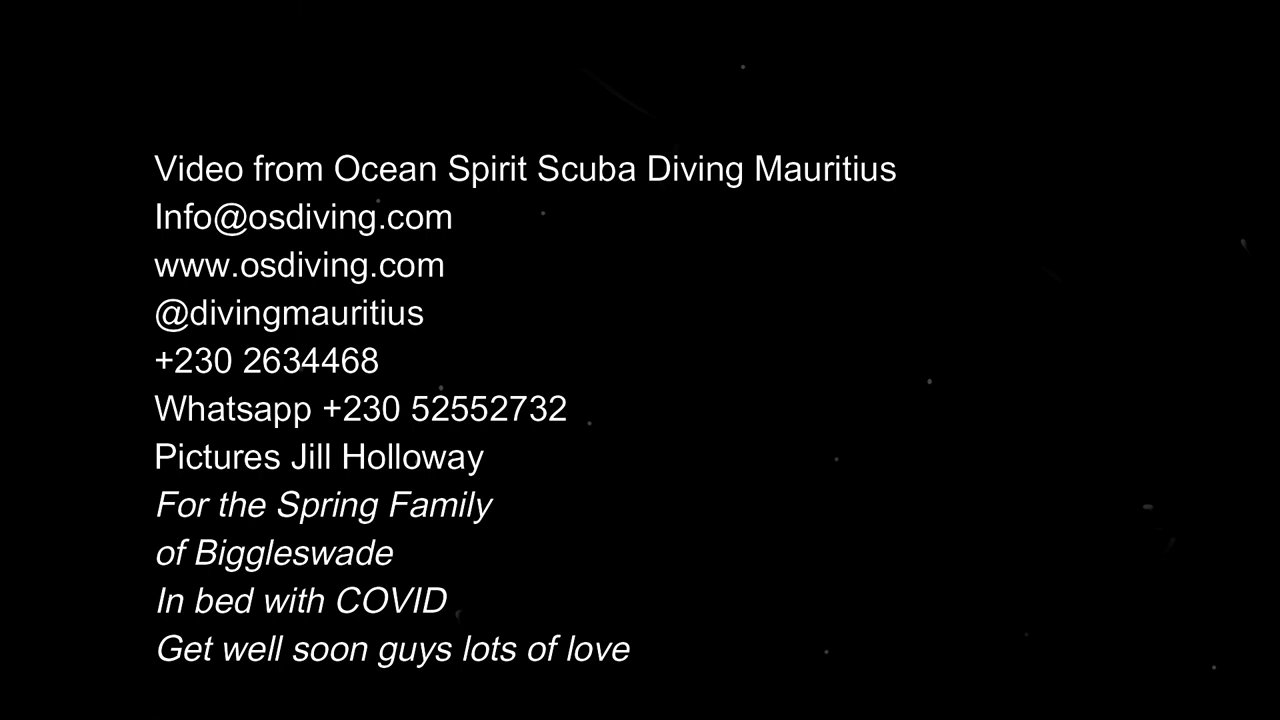 Video from Ocean Spirit Scuba Diving Mauritius
Info@osdiving.com
www.osdiving.com
@divingmauritius
+230 2634468
Whatsapp +230 52552732
Pictures Jill Holloway
For the Spring Family
of Biggleswade
In bed with COVID
Get well soon guys lots of love